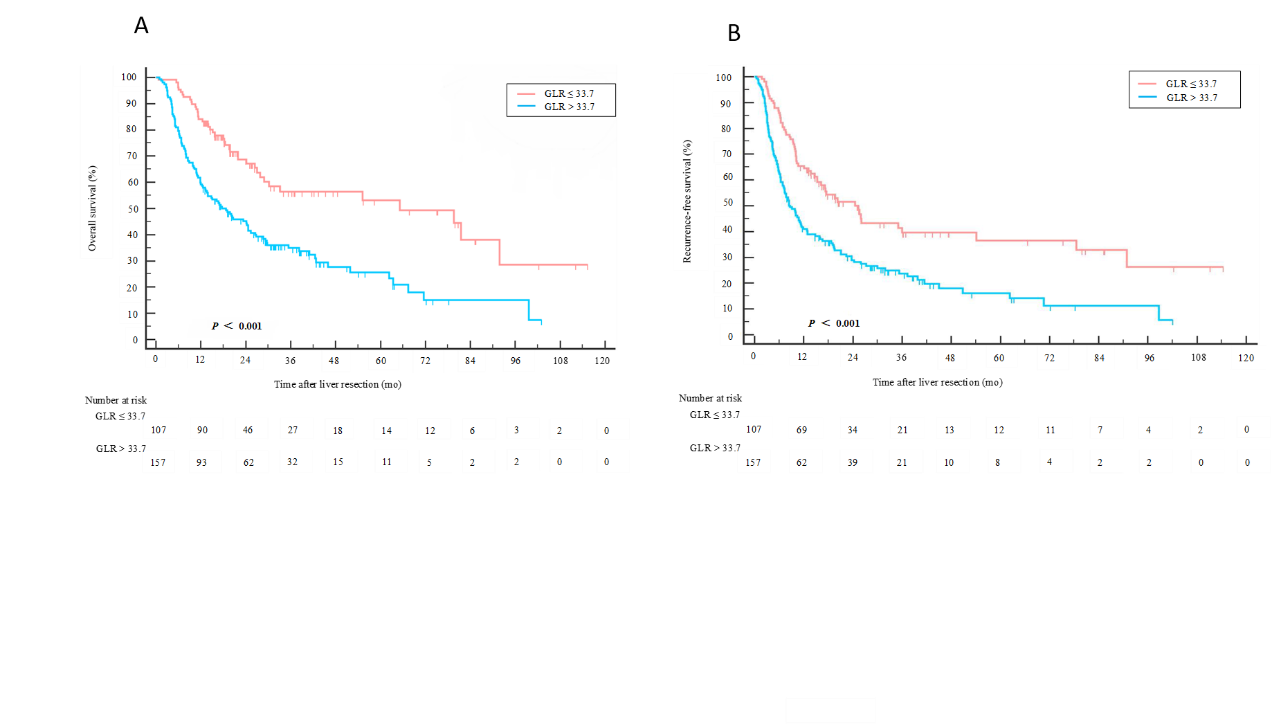 A
100
90
80
70
60
50
40
30
20
10
0
Overall survival (%)
GLR ≤ 33.7
GLR > 33.7
P < 0.001
0 12 24 36 48 60 72 84 96 108 120
Time after liver resection (mo)
Number at risk
GLR ≤ 33.7
107 90 46 27 18 14 12 6 3 2 0
GLR > 33.7
157 93 62 32 15 11 5 2 2 0 0
B
100
90
80
70
60
50
40
30
20
10
0
Recurrence-free survival (%)
GLR ≤ 33.7
GLR > 33.7
P < 0.001
0 12 24 36 48 60 72 84 96 108 120
Time after liver resection (mo)
Number at risk
GLR ≤ 33.7
107 69 34 21 13 12 11 7 4 2 0
GLR > 33.7
157 62 39 21 10 8 4 2 2 0 0